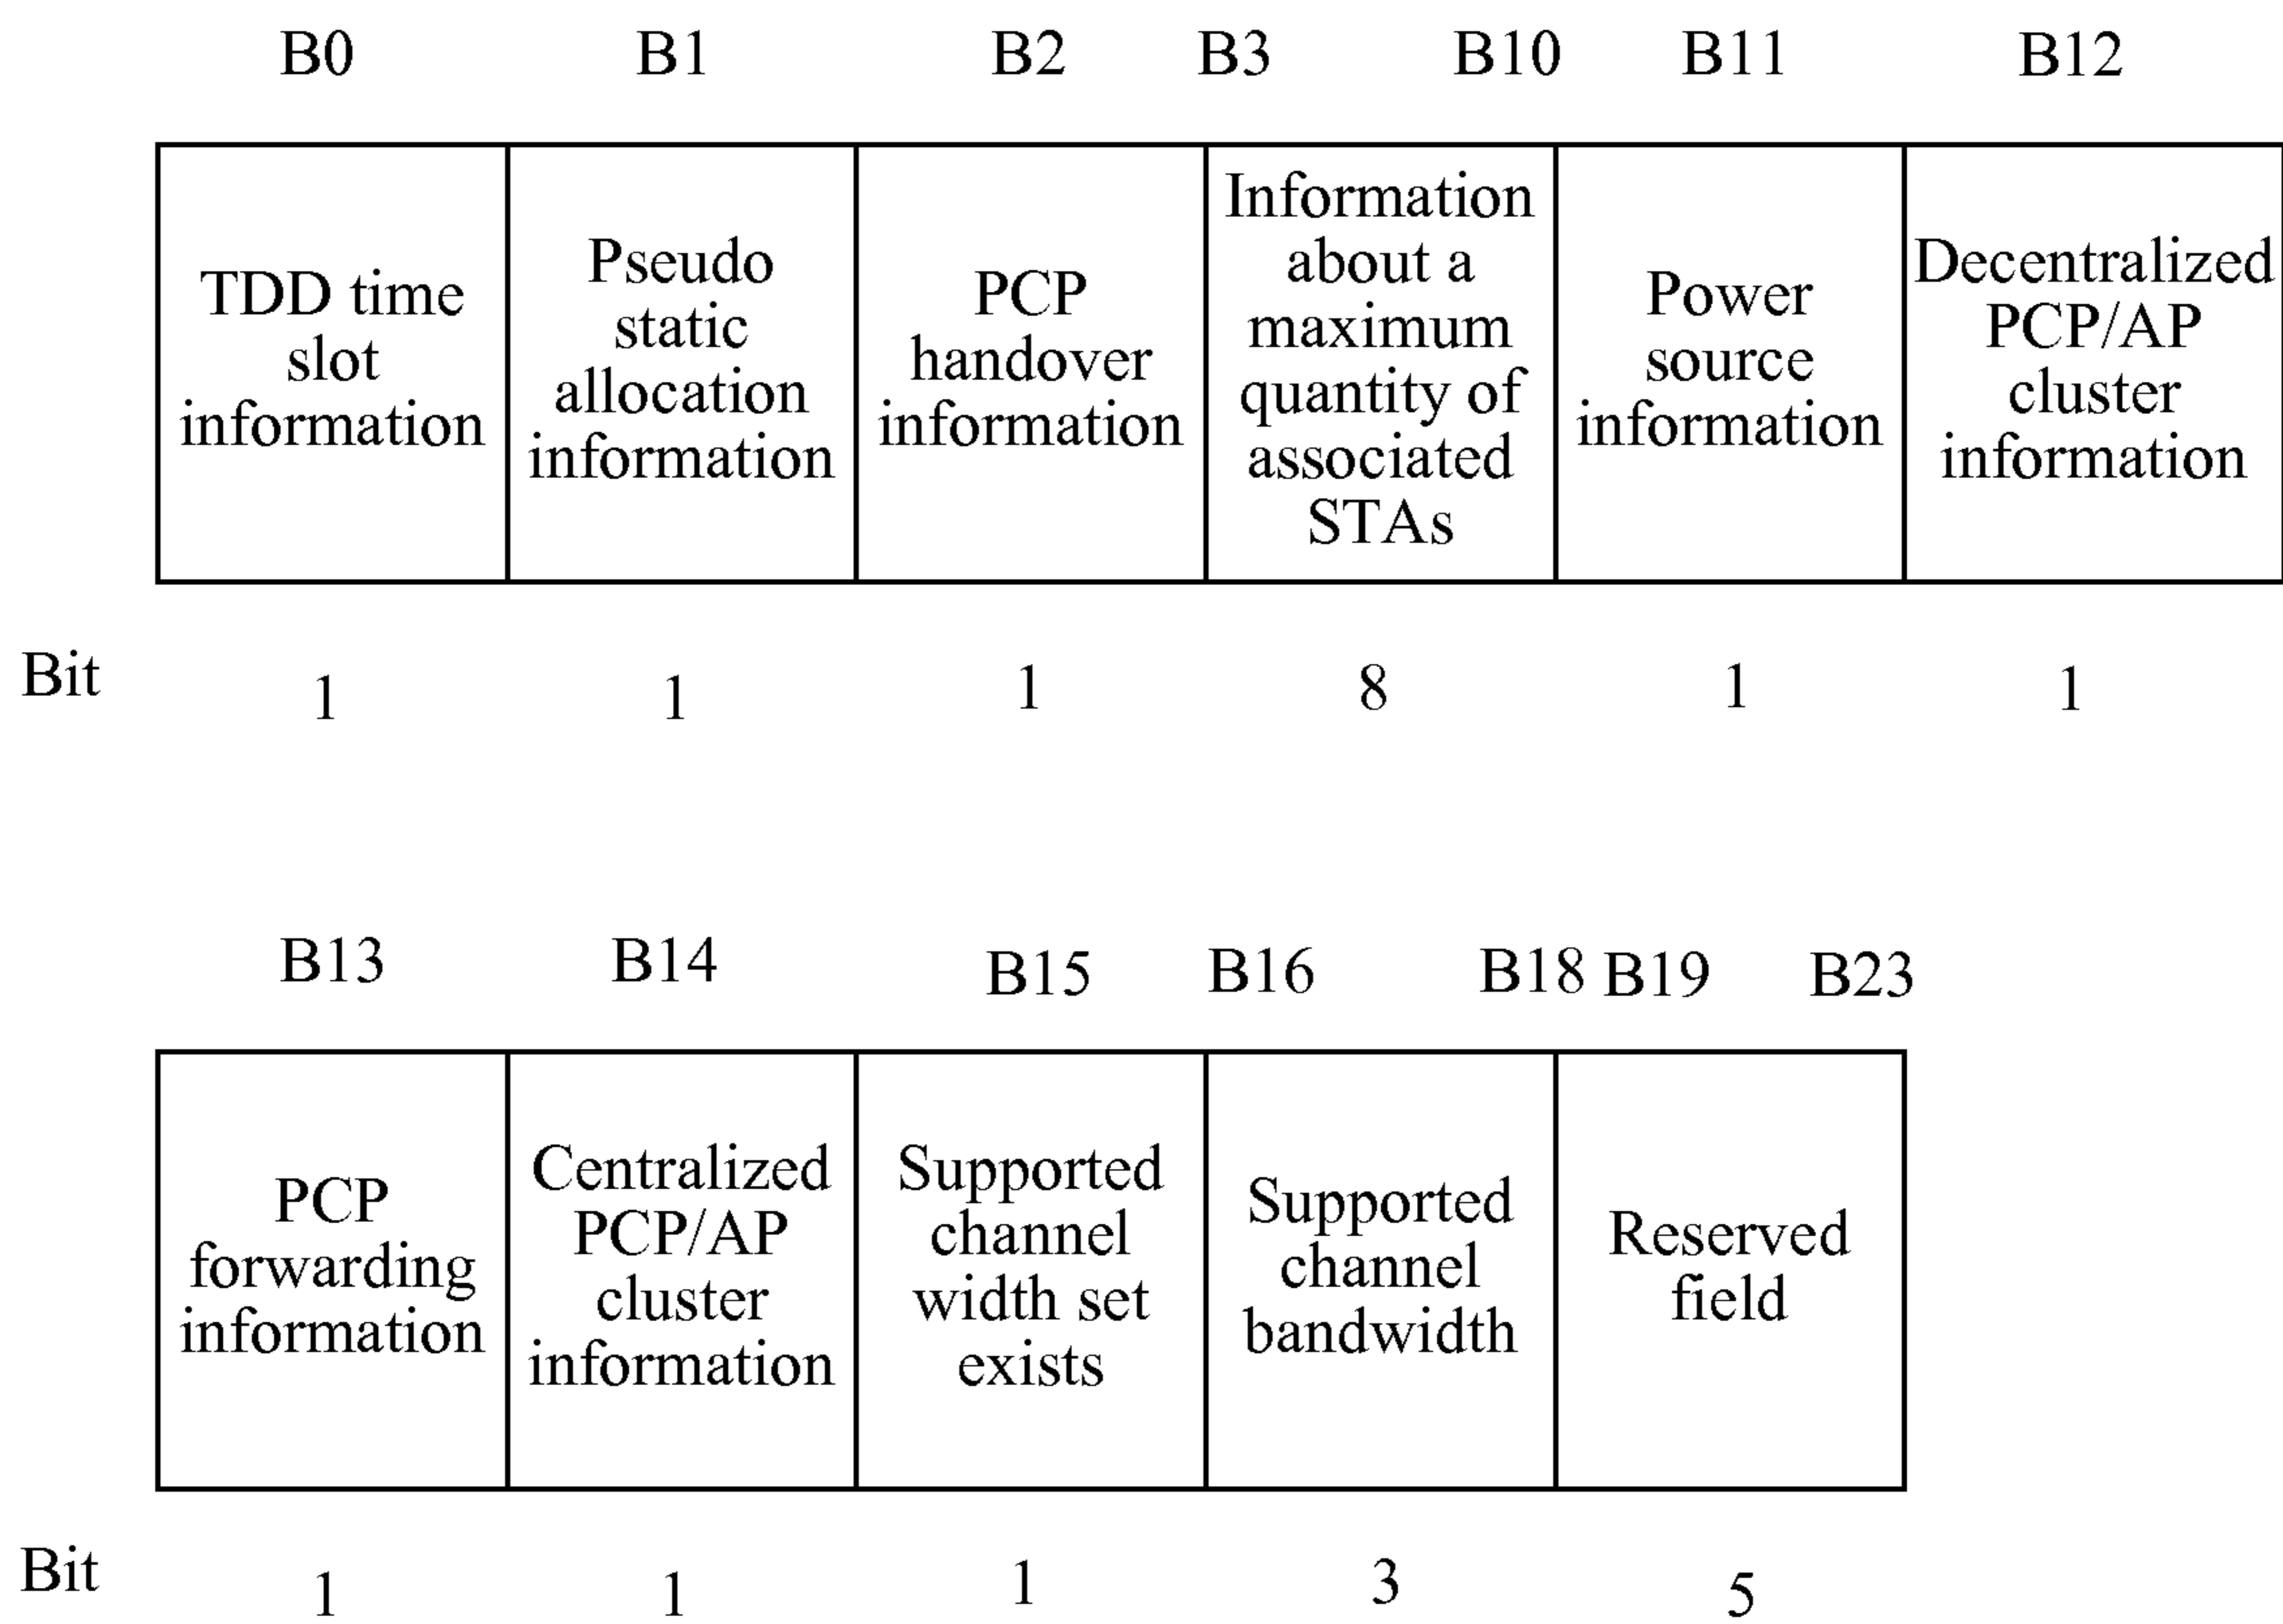 B0 B1 B2 B3 B10 B11 B12
TDD time
slot
information
Pseudo
static
allocation
information
PCP
handover
information
Information
about a
maximum
quantity of
associated
STAs
Power
source
information
Decentralized
PCP/AP
cluster
information
Bit 1 1 1 8 1 1
B13 B14 B15 B16 B18 B19 B23
PCP
forwarding
information
Centralized
PCP/AP
cluster
information
Supported
channel
width set
exists
Supported
channel
bandwidth
Reserved
field
Bit 1 1 1 3 5